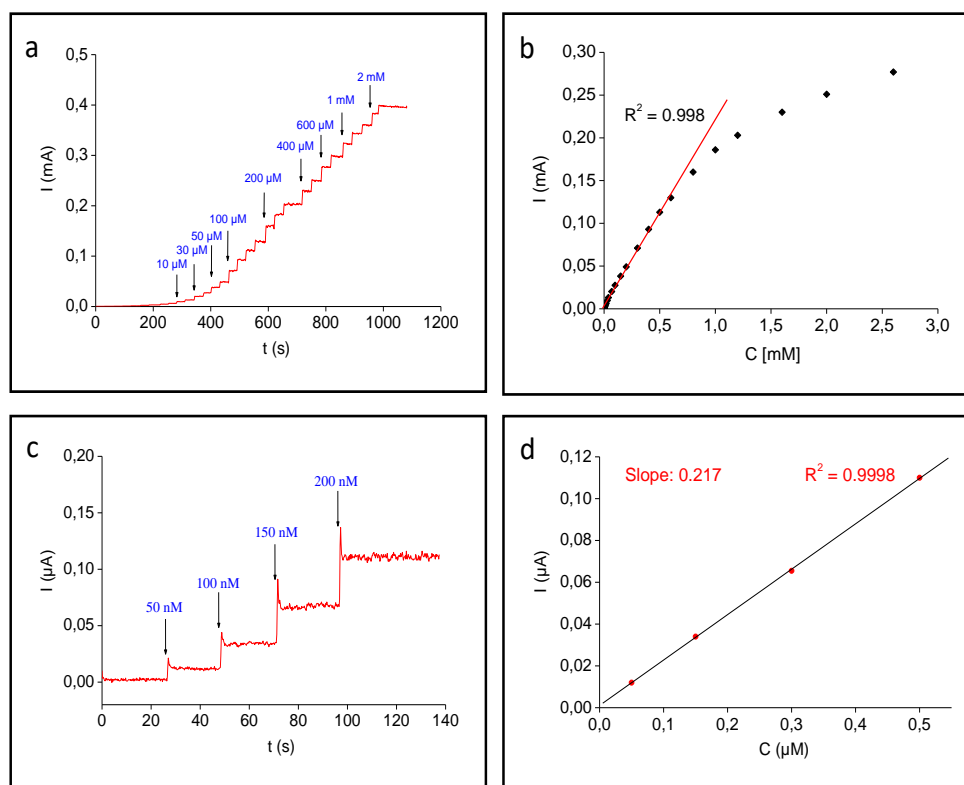 a
I (mA)
0,5
0,4
0,3
0,2
0,1
0,0
10 µM
30 µM
50 µM
100 µM
200 µM
400 µM
600 µM
1 mM
2 mM
0 200 400 600 800 1000 1200
t (s)
b
I (mA)
0,30
0,25
0,20
0,15
0,10
0,05
0,00
R² = 0.998
0,0 0,5 1,0 1,5 2,0 2,5 3,0
C [mM]
c
I (µA)
0,20
0,15
0,10
0,05
0,00
50 nM
100 nM
150 nM
200 nM
0 20 40 60 80 100 120 140
t (s)
d
I (µA)
0,12
0,10
0,08
0,06
0,04
0,02
0,00
Slope: 0.217
R² = 0.9998
0,0 0,1 0,2 0,3 0,4 0,5
C (µM)